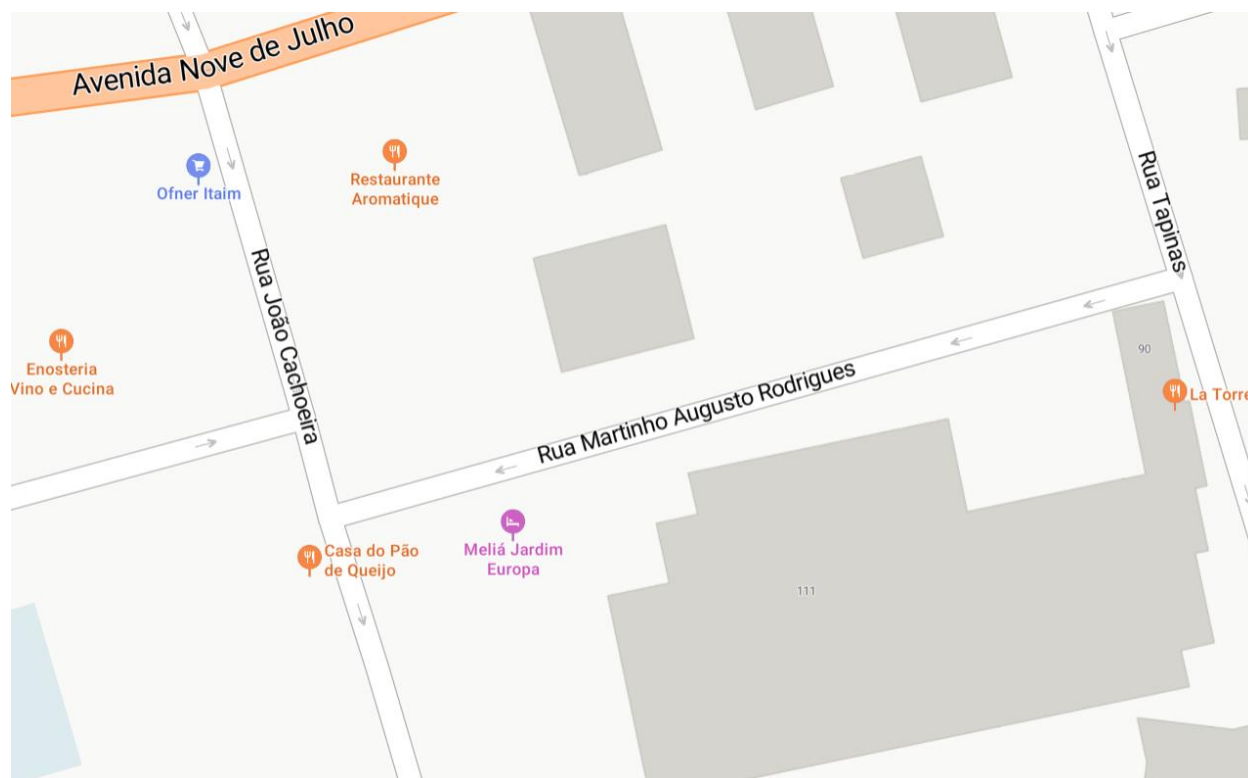 Avenida Nove de Julho
Ofner Itaim
Restaurante
Aromatique
Rua Tapinas
Rua João Cachoeira
Enosteria
Vino e Cucina
90
La Torre
Rua Martinho Augusto Rodrigues
Casa do Pão
de Queijo
Meliá Jardim
Europa
111